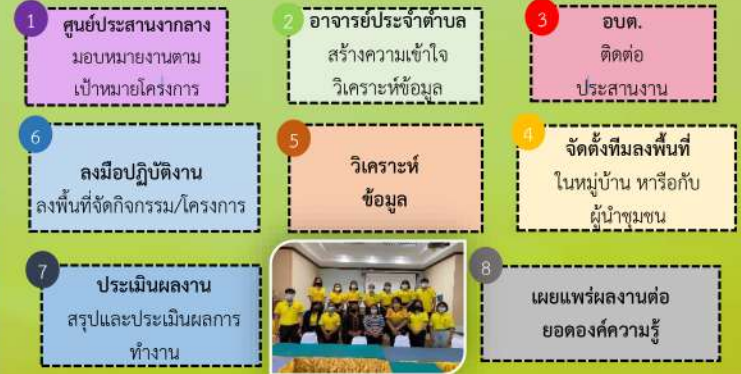 1
ศูนย์ประสานงากลาง
มอบหมายงานตาม
เป้าหมายโครงการ
2
อาจารย์ประจำตำบล
สร้างความเข้าใจ
วิเคราะห์ข้อมูล
3
อบต.
ติดต่อ
ประสานงาน
4
จัดตั้งทีมลงพื้นที่
ในหมู่บ้าน หารือกับ
ผู้นำชุมชน
5
วิเคราะห์
ข้อมูล
6
ลงมือปฏิบัติงาน
ลงพื้นที่จัดกิจกรรม/โครงการ
7
ประเมินผลงาน
สรุปและประเมินผลการ
ทำงาน
8
เผยแพร่ผลงานต่อ
ยอดองค์ความรู้